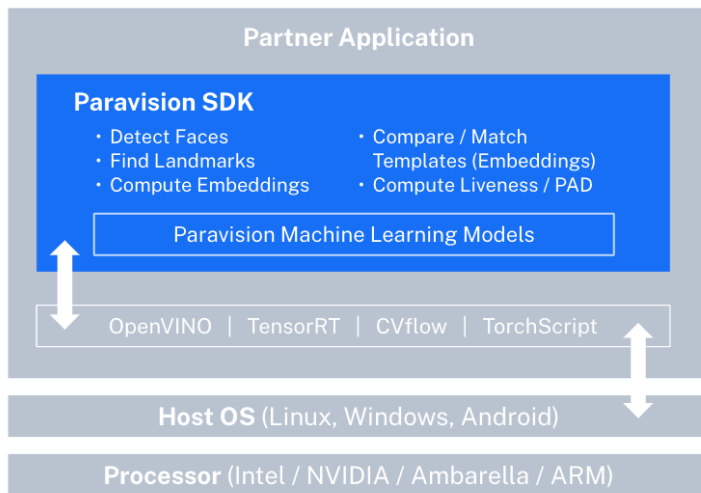 Partner Application
Paravision SDK
• Detect Faces
• Find Landmarks
• Compute Embeddings
• Compare / Match
Templates (Embeddings)
• Compute Liveness / PAD
Paravision Machine Learning Models
OpenVINO | TensorRT | CVflow | TorchScript
Host OS (Linux, Windows, Android)
Processor (Intel / NVIDIA / Ambarella / ARM)